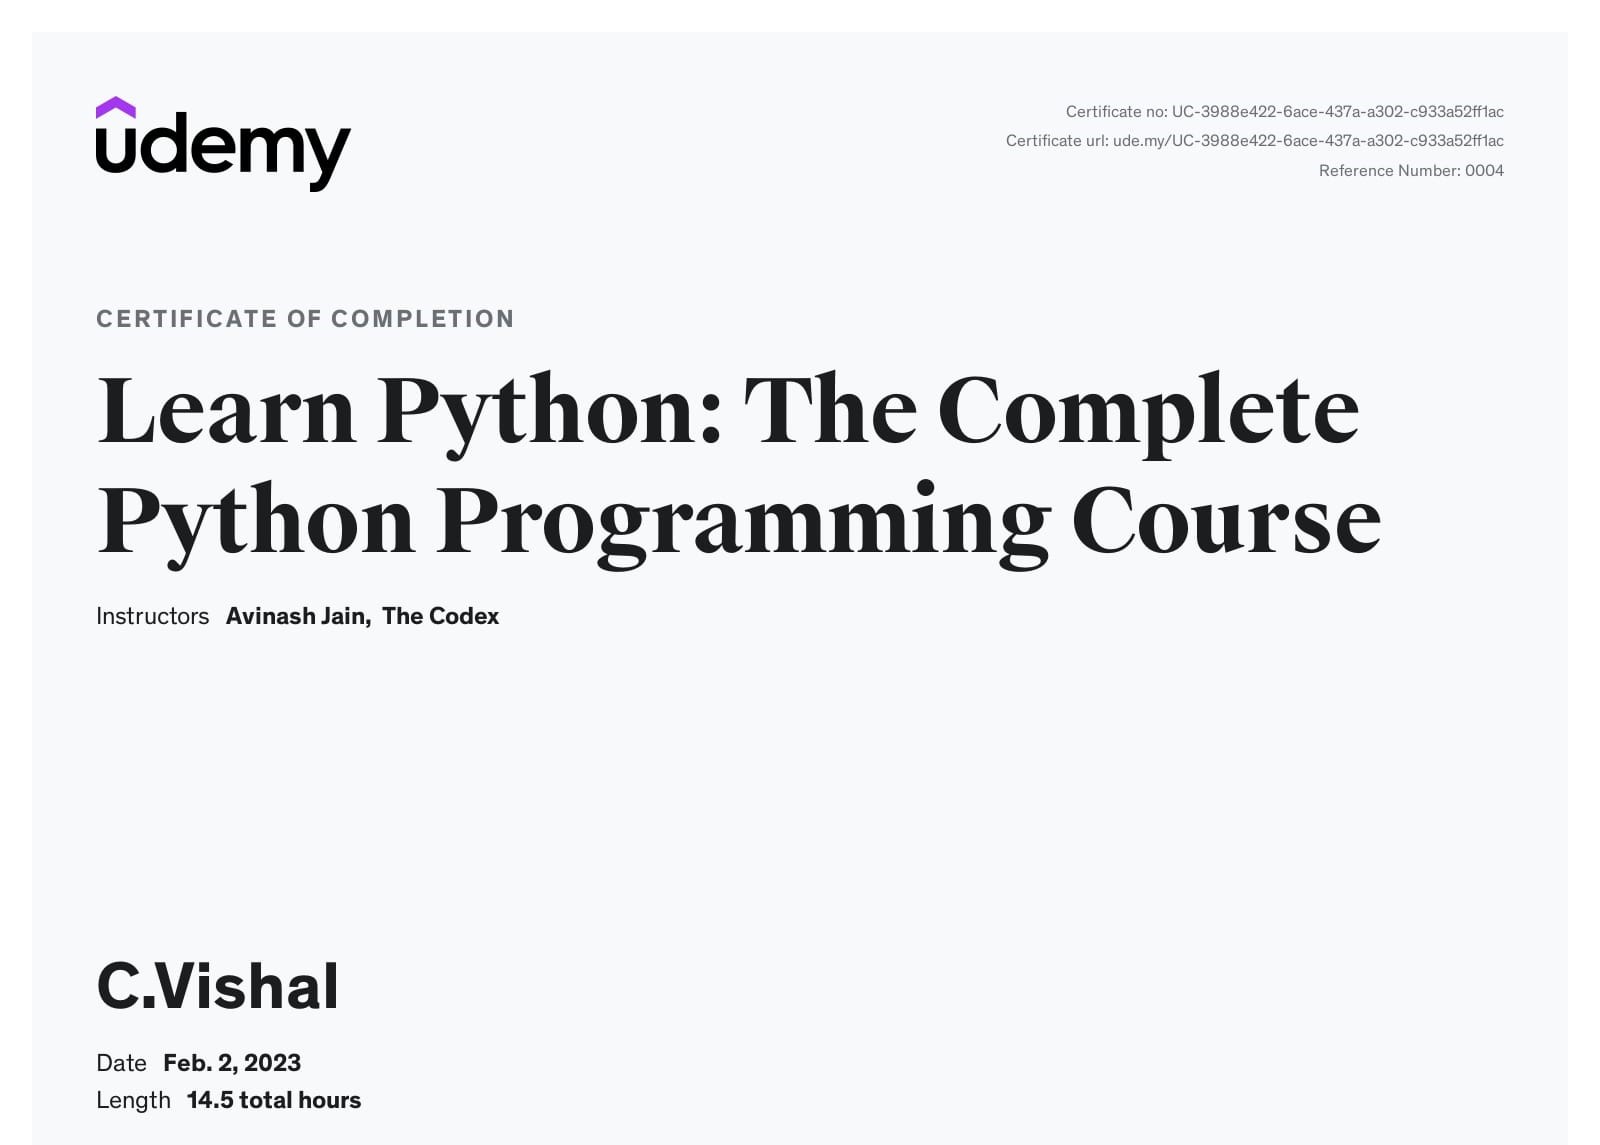 udemy
Certificate no: UC-3988e422-6ace-437a-a302-c933a52ff1ac
Certificate url: ude.my/UC-3988e422-6ace-437a-a302-c933a52ff1ac
Reference Number: 0004
CERTIFICATE OF COMPLETION
Learn Python: The Complete
Python Programming Course
Instructors Avinash Jain, The Codex
C.Vishal
Date Feb. 2, 2023
Length 14.5 total hours